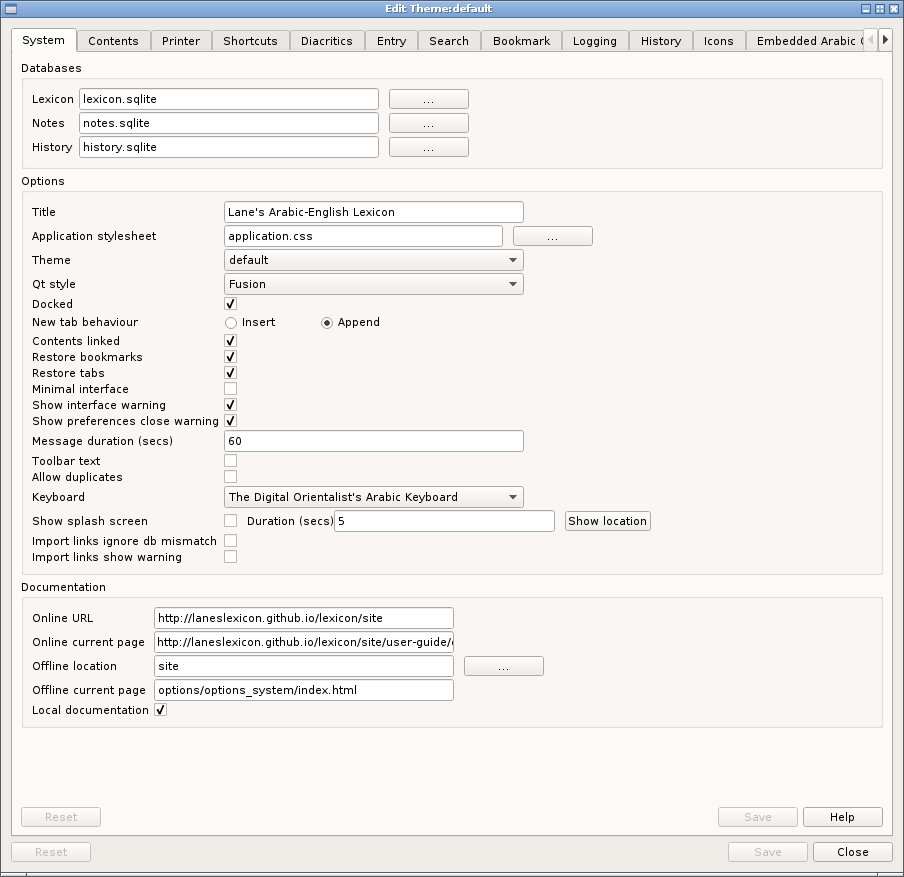 Edit Theme:default
System Contents Printer Shortcuts Diacritics Entry Search Bookmark Logging History Icons Embedded Arabic
Databases
Lexicon lexicon.sqlite ...
Notes notes.sqlite ...
History history.sqlite ...
Options
Title Lane's Arabic-English Lexicon
Application stylesheet application.css ...
Theme default
Qt style Fusion
Docked
New tab behaviour Insert Append
Contents linked
Restore bookmarks
Restore tabs
Minimal interface
Show interface warning
Show preferences close warning
Message duration (secs) 60
Toolbar text
Allow duplicates
Keyboard The Digital Orientalist's Arabic Keyboard
Show splash screen Duration (secs) 5 Show location
Import links ignore db mismatch
Import links show warning
Documentation
Online URL http://laneslexicon.github.io/lexicon/site
Online current page http://laneslexicon.github.io/lexicon/site/user-guide/
Offline location site ...
Offline current page options/options_system/index.html
Local documentation
Reset Save Help
Reset Save Close